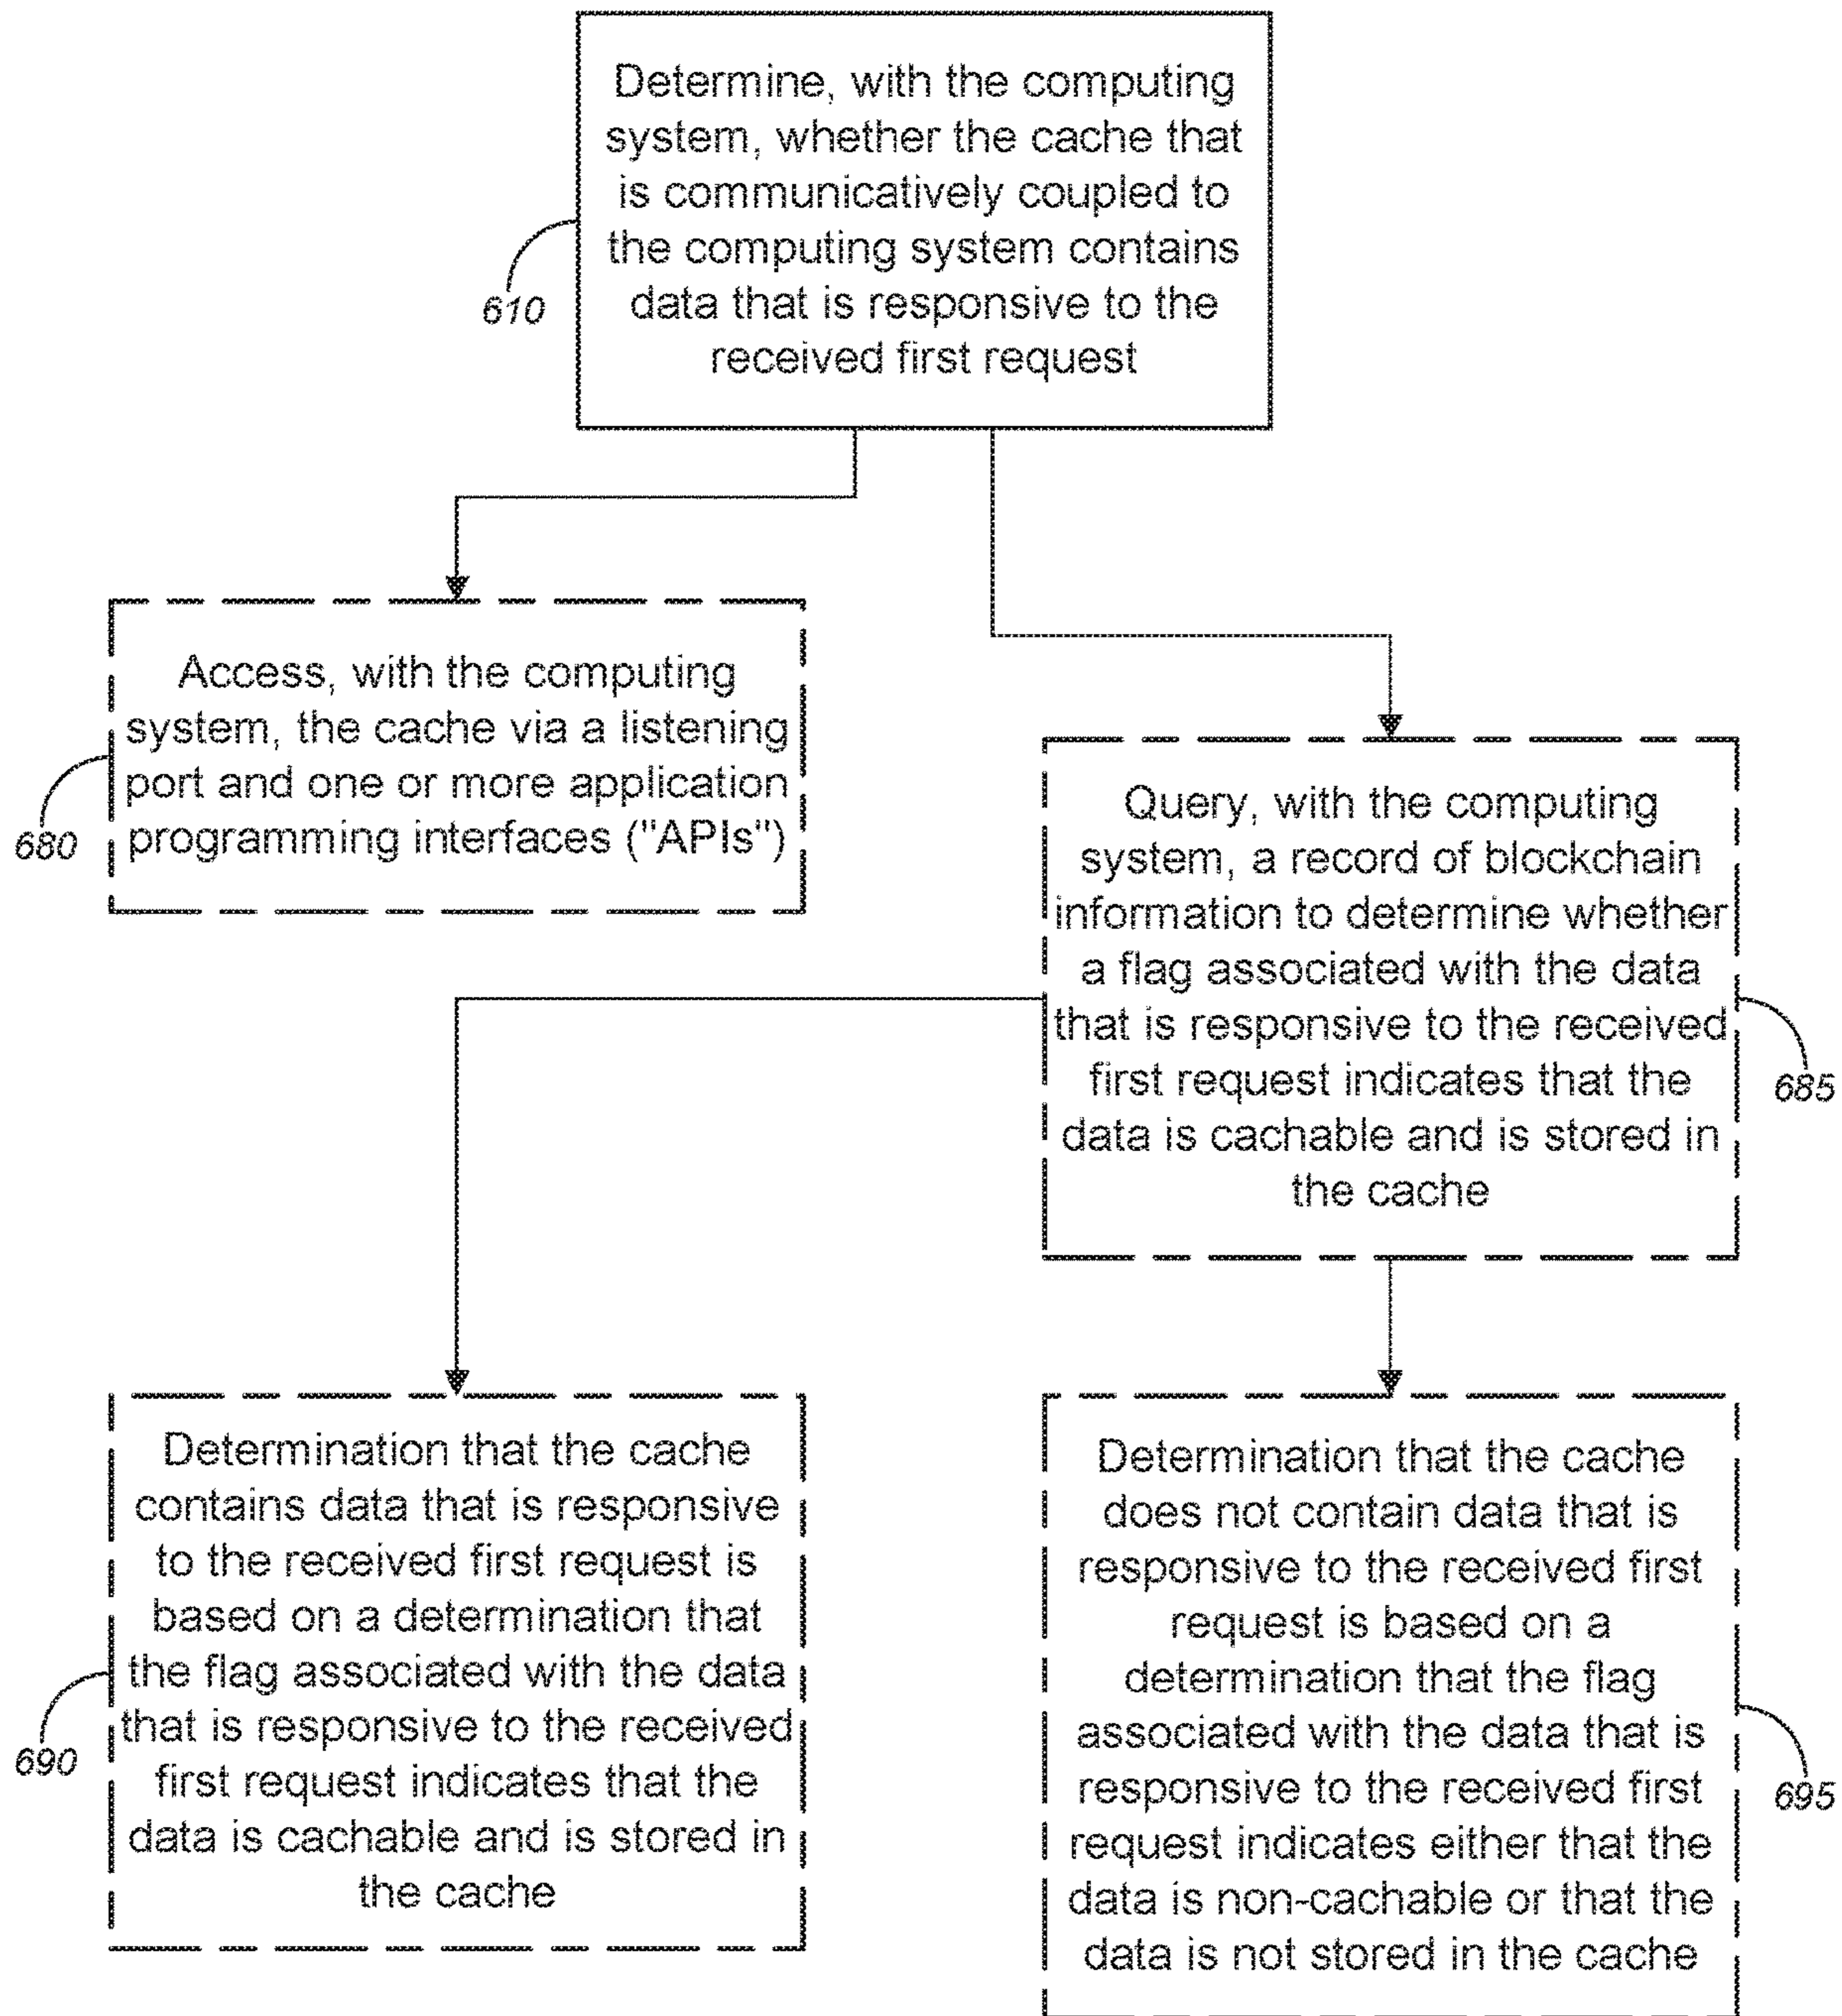 Determine, with the computing
system, whether the cache that
is communicatively coupled to
the computing system contains
data that is responsive to the
received first request
610
Access, with the computing
system, the cache via a listening
port and one or more application
programming interfaces ("APIs")
680
Query, with the computing
system, a record of blockchain
information to determine whether
a flag associated with the data
that is responsive to the received
first request indicates that the
data is cachable and is stored in
the cache
685
Determination that the cache
contains data that is responsive
to the received first request is
based on a determination that
the flag associated with the data
that is responsive to the received
first request indicates that the
data is cachable and is stored in
the cache
690
Determination that the cache
does not contain data that is
responsive to the received first
request is based on a
determination that the flag
associated with the data that is
responsive to the received first
request indicates either that the
data is non-cachable or that the
data is not stored in the cache
695